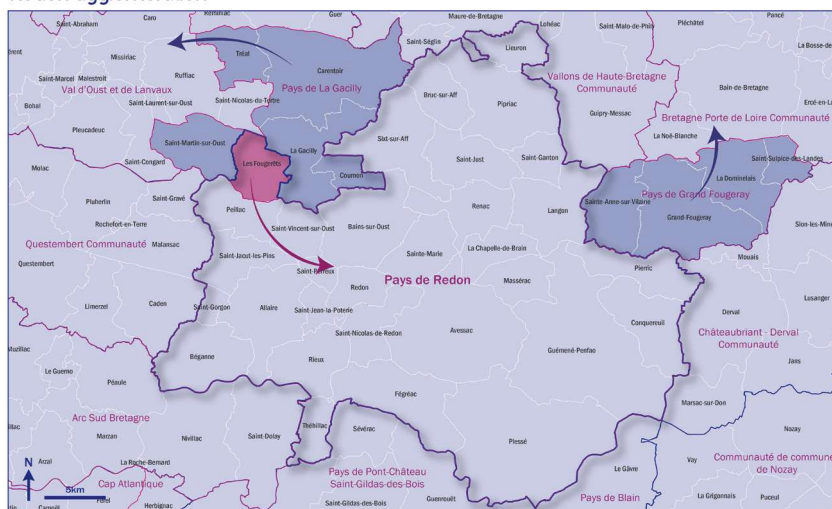 Saint-Abraham
Caro
Réminiac
Guer
Maure-de-Bretagne
Lohéac
Saint-Malo-de-Phily
Piéchâtel
Pancé
La Bosse-de
Missiriac
Tréal
Carentoir
Saint-Séglin
Lieuron
Saint-Marcel
Malestroit
Ruffiac
Pays de La Gacilly
Vallons de Haute-Bretagne
Communauté
Bain-de-Bretagne
Val d'Oust et de Lanvaux
Bohal
Saint-Laurent-sur-Oust
Saint-Nicolas-du-Tertre
Bruc-sur-Aff
Pipriac
Guipry-Messac
Ercé-en-L
Bretagne Porte de Loire Communauté
Pleucadeuc
Saint-Martin-sur-Oust
La Gacilly
Sixt-sur-Aff
La Noë-Blanche
Saint-Congard
Les Fougerêts
Cournon
Saint-Just
Saint-Ganton
Saint-Sulpice-des-Landes
La Dominelais
Molac
Pluherlin
Saint-Gravé
Peillac
Renac
Langon
Sainte-Anne-sur-Vilaine
Pays de Grand Fougeray
Grand-Fougeray
Rochefort-en-Terre
Saint-Vincent-sur-Oust
Bains-sur-Oust
Sion-les-Mines
Questembert Communauté
Malansac
Saint-Jacut-les-Pins
Sainte-Marie
La Chapelle-de-Brain
Mouais
Questembert
Saint-Perreux
Redon
Pays de Redon
Massérac
Pierric
Limerzel
Caden
Saint-Gorgon
Allaire
Saint-Jean-la-Poterie
Derval
Lusanger
Saint-Nicolas-de-Redon
Avessac
Conquereuil
Châteaubriant - Derval
Communauté
Muzillac
Béganne
Rieux
Guémené-Penfao
Jans
Le Guerno
Péaule
Fégréac
Marsac-sur-Don
Arc Sud Bretagne
Marzan
Nivillac
Saint-Dolay
Théhillac
Sévérac
Plessé
Nozay
Arzal
La Roche-Bernard
Le Gâvre
Vay
Communauté de commune
de Nozay
N
5km
Cap Atlantique
Pays de Pont-Château
Saint-Gildas-des-Bois
Pays de Blain
Camoël
Férel
Herbignac
Saint-Gildas-des-Bois
Guenrouët
La Grigonnais
Puceul